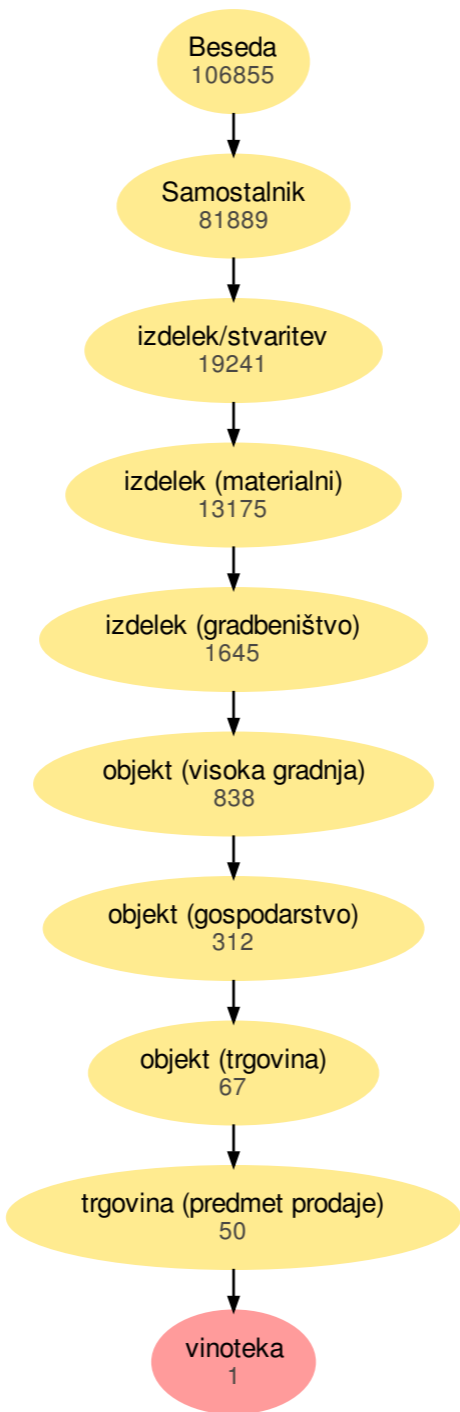 Beseda
106855
Samostalnik
81889
izdelek/stvaritev
19241
izdelek (materialni)
13175
izdelek (gradbeništvo)
1645
objekt (visoka gradnja)
838
objekt (gospodarstvo)
312
objekt (trgovina)
67
trgovina (predmet prodaje)
50
vinoteka
1